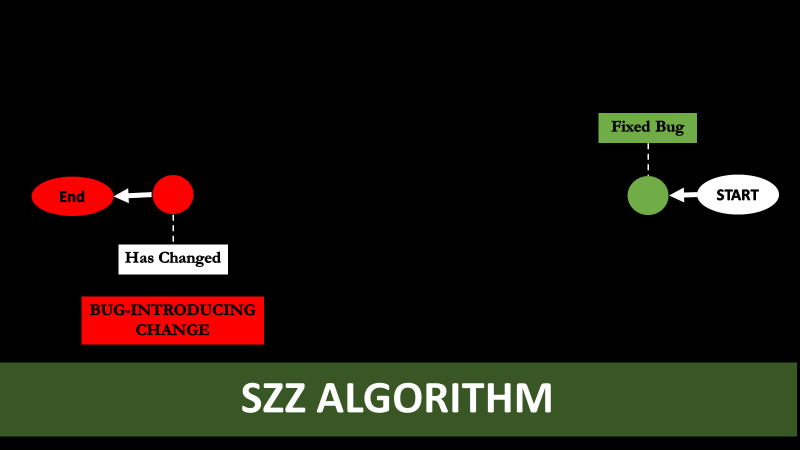 Fixed Bug
End
START
Has Changed
BUG-INTRODUCING
CHANGE
SZZ ALGORITHM